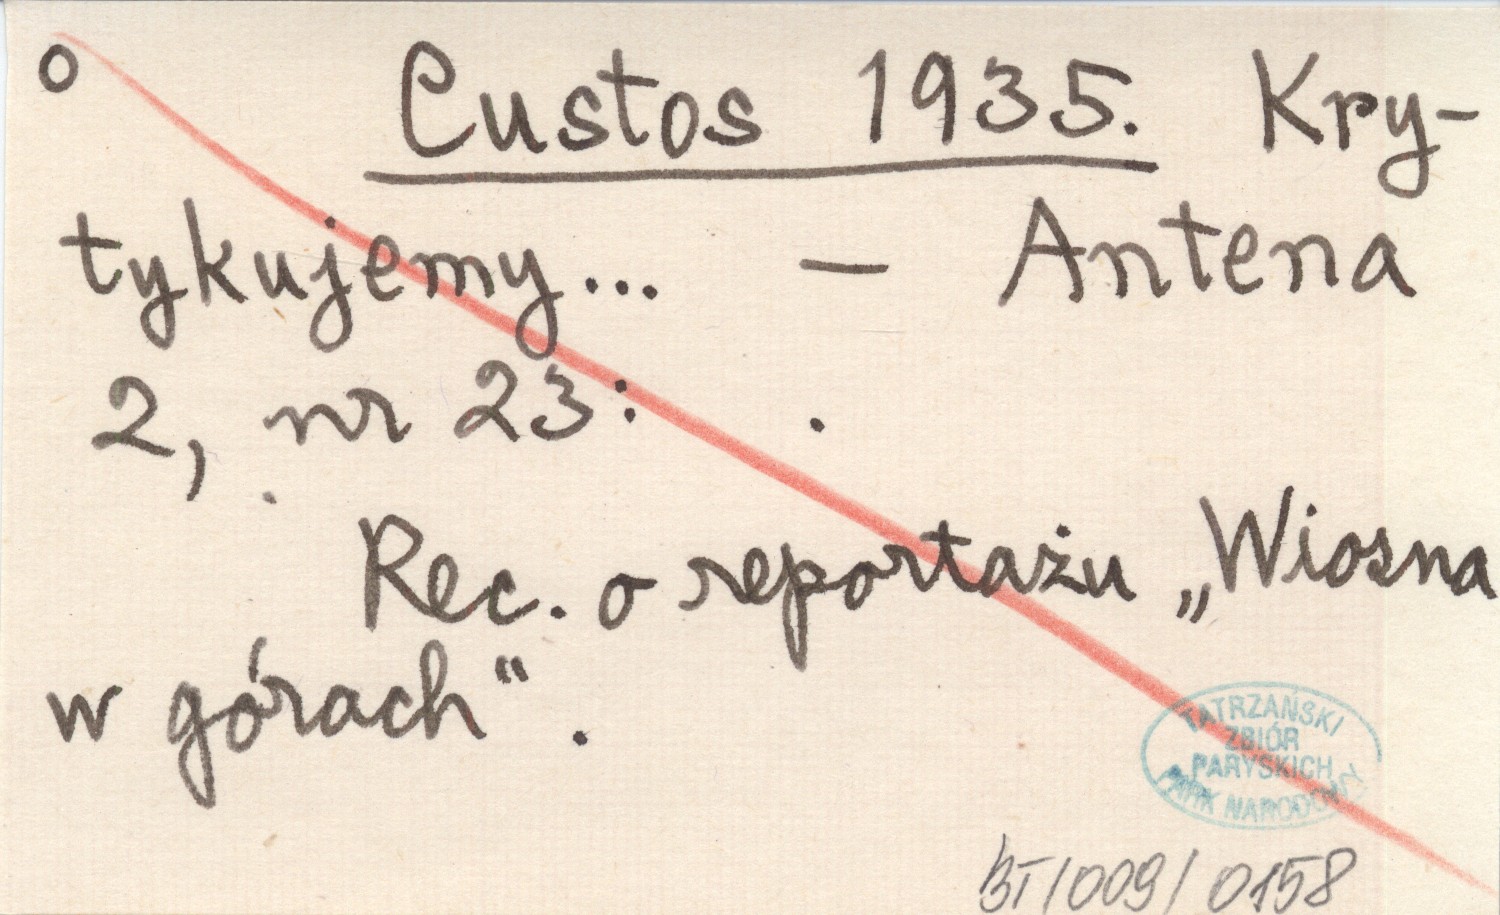 o Custos 1935. Kry-
tykujemy... – Antena
2, nr 23: .
Rec. o reportażu „Wiosna
w górach".
TATRZAŃSKI
ZBIÓR
PARYSKICH
PARK NARODOWY
BT/009/0158